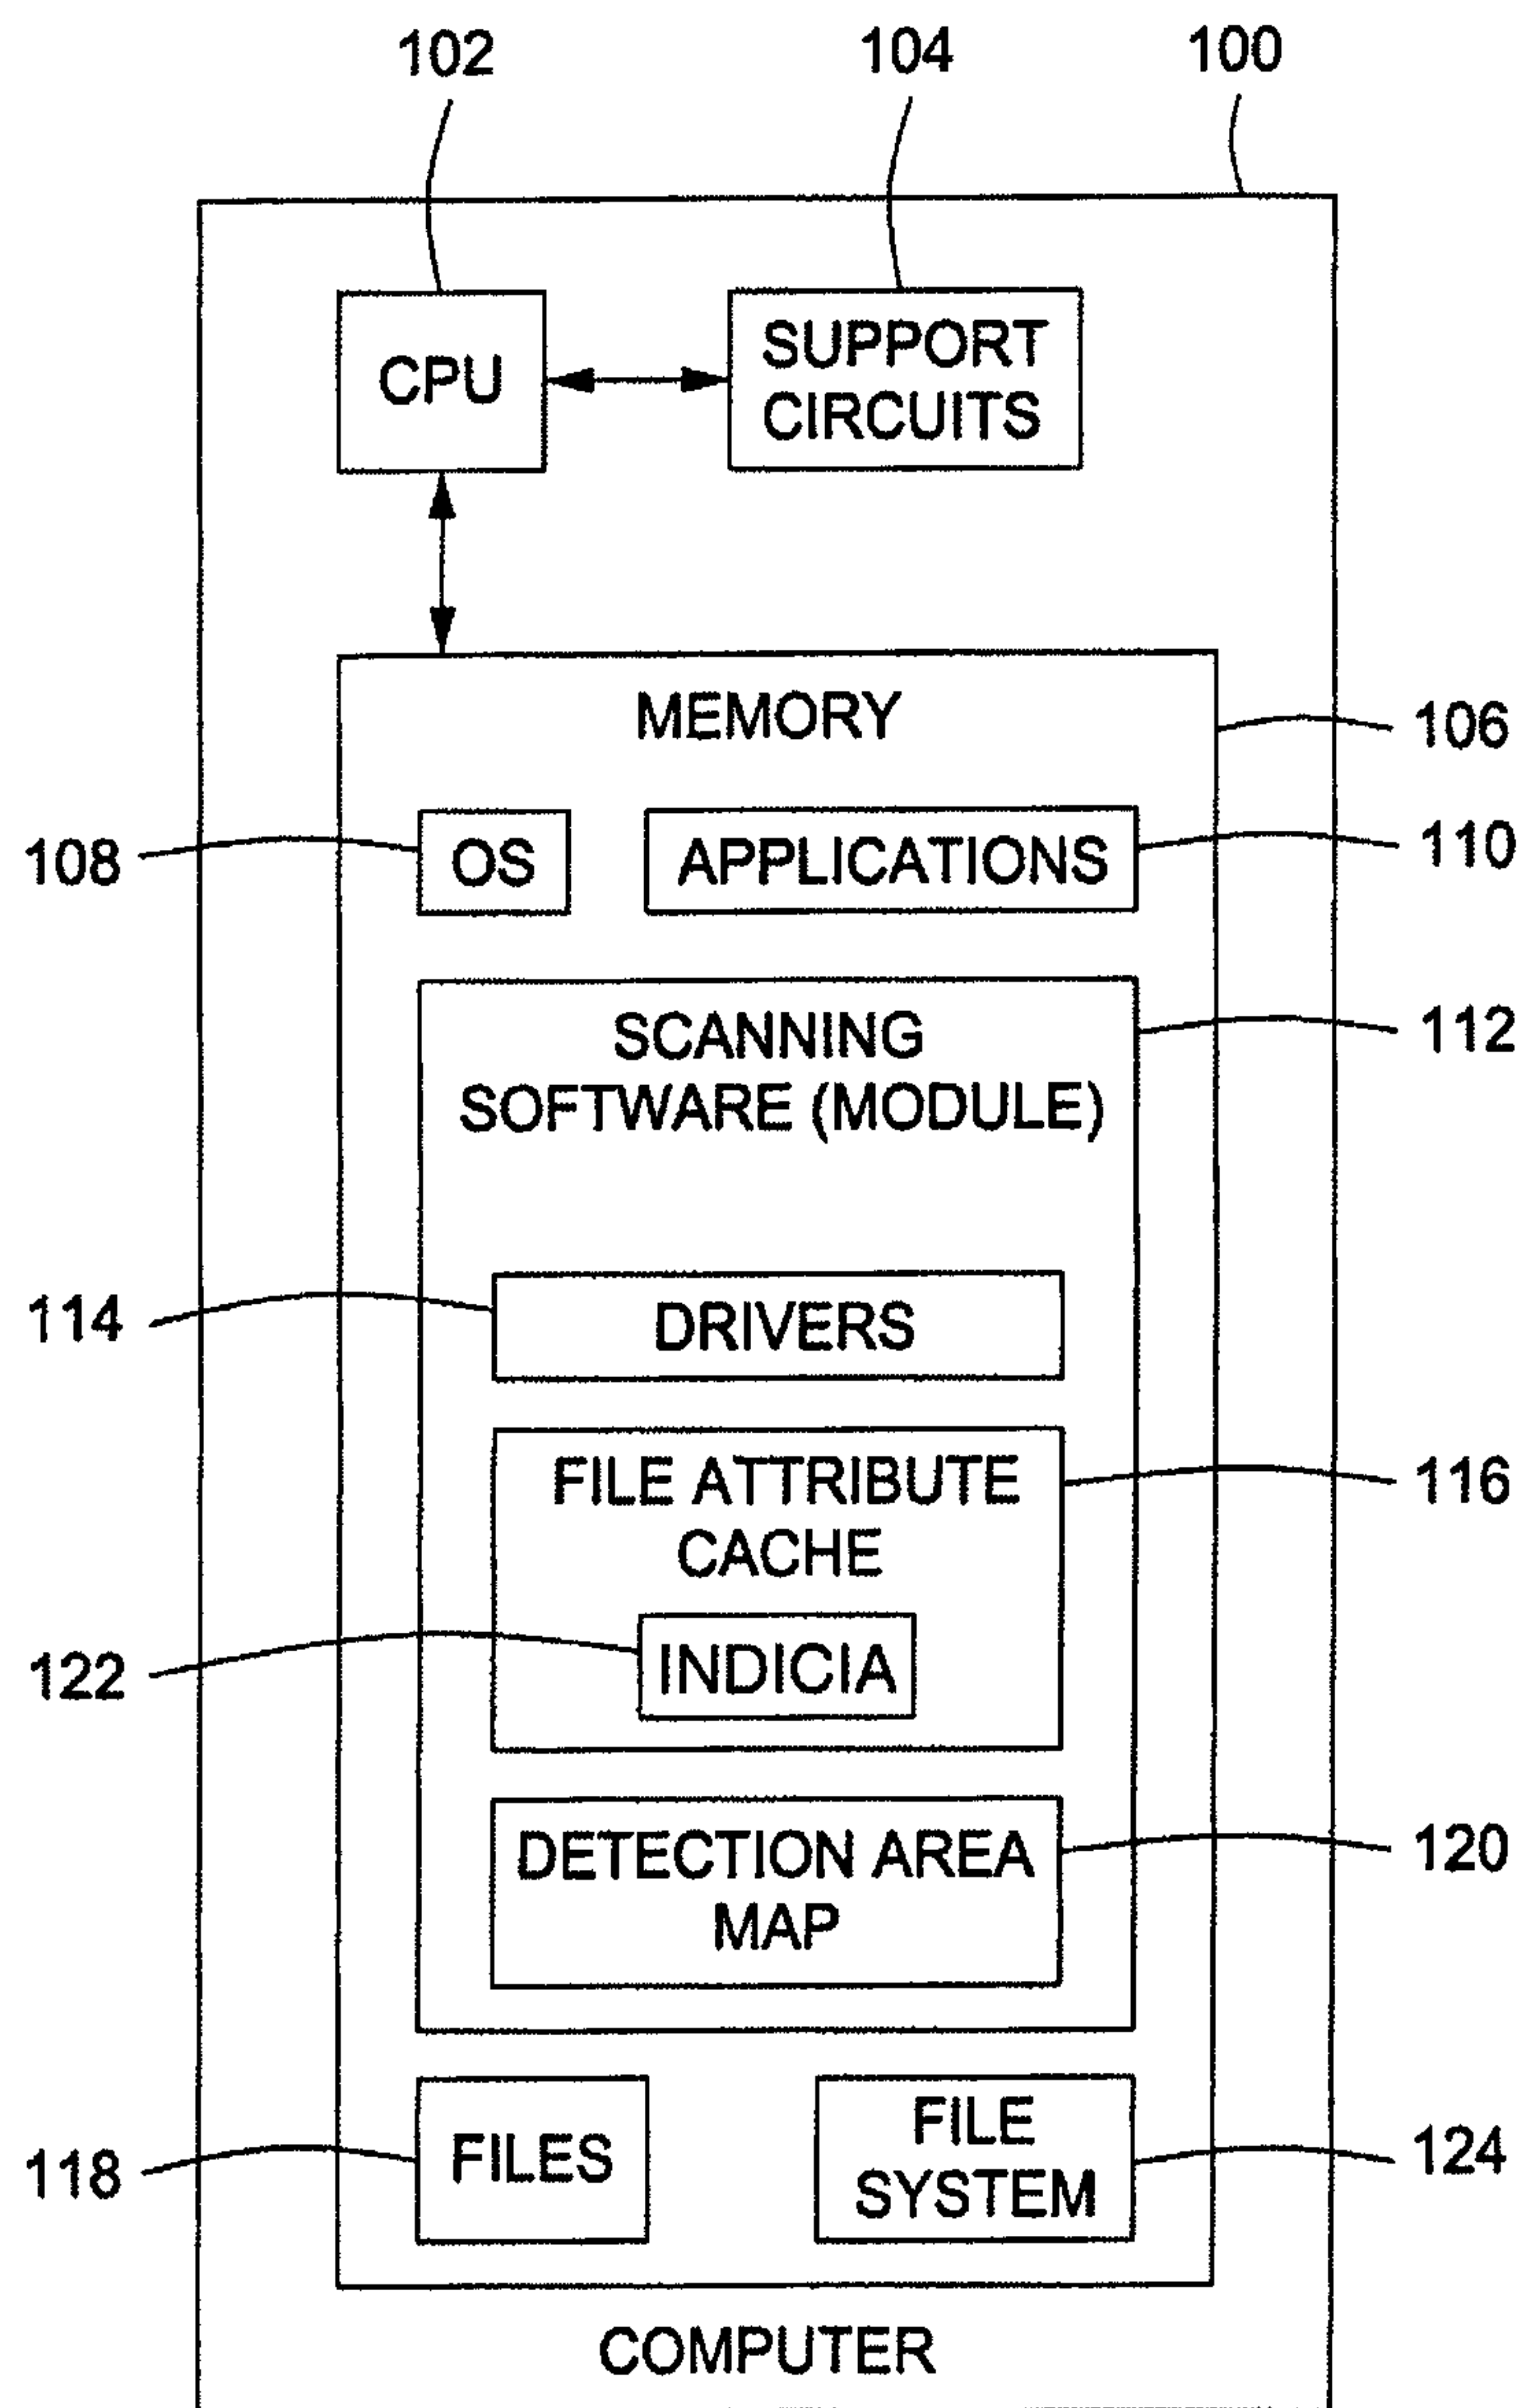 102
104
100
CPU
SUPPORT
CIRCUITS
MEMORY
106
108
OS
APPLICATIONS
110
SCANNING
SOFTWARE (MODULE)
112
114
DRIVERS
FILE ATTRIBUTE
CACHE
116
122
INDICIA
DETECTION AREA
MAP
120
118
FILES
FILE
SYSTEM
124
COMPUTER